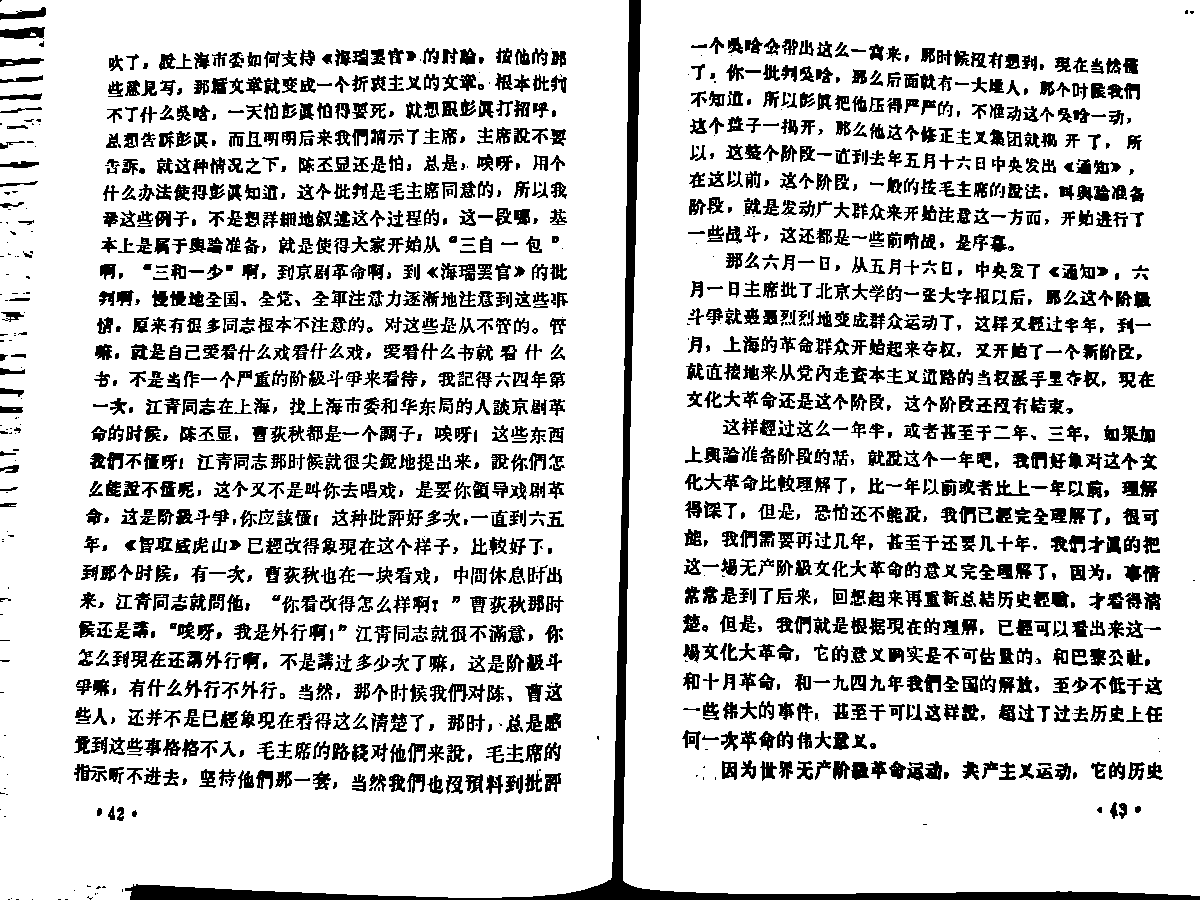 吹了，股上海市委如何支持《海瑞罢官》的討論，按他的那
些意見写，那篇文章就变成一个折衷主义的文章。根本批判
不了什么吳晗，一天怕彭眞怕得要死，就想跟彭眞打招呼，
总想告訴彭眞，而且明明后来我們請示了主席，主席說不要
告訴。就这种情况之下，陈丕显还是怕，总是，唉呀，用个
什么办法使得彭眞知道，这个批判是毛主席同意的，所以我
举这些例子，不是想詳細地叙述这个过程的，这一段哪，基
本上是属于輿論准备，就是使得大家开始从“三自一包”
啊，“三和一少”啊，到京剧革命啊，到《海瑞罢官》的批
判啊，慢慢地全国、全党、全軍注意力逐漸地注意到这些事
情。原来有很多同志根本不注意的。对这些是从不管的。管
嘛，就是自己爱看什么戏看什么戏，爱看什么书就看什么
书，不是当作一个严重的阶級斗爭来看待，我記得六四年第
一次，江青同志在上海，找上海市委和华东局的人談京剧革
命的时候，陈丕显，曹荻秋都是一个調子，唉呀！这些东西
我們不懂呀！江青同志那时候就很尖銳地提出来，說你們怎
么能說不懂呢，这个又不是叫你去唱戏，是要你領导戏剧革
命，这是阶級斗爭，你应該懂！这种批評好多次，一直到六五
年，《智取威虎山》已經改得象現在这个样子，比較好了，
到那个时候，有一次，曹荻秋也在一块看戏，中間休息时出
来，江青同志就問他，“你看改得怎么样啊？”曹荻秋那时
候还是講，“唉呀，我是外行啊！”江青同志就很不滿意，你
怎么到現在还講外行啊，不是講过多少次了嘛，这是阶級斗
爭嘛，有什么外行不外行。当然，那个时候我們对陈、曹这
些人，还并不是已經象現在看得这么清楚了，那时，总是感
覚到这些事格格不入，毛主席的路綫对他們来說，毛主席的
指示听不进去，坚持他們那一套，当然我們也沒預料到批評
·42·
一个吳晗会帶出这么一窝来，那时候沒有想到，現在当然懂
了。你一批判吳晗，那么后面就有一大堆人，那个时候我們
不知道，所以彭眞把他压得严严的，不准动这个吳晗一动，
这个盖子一揭开，那么他这个修正主义集团就揭开了，所
以，这整个阶段一直到去年五月十六日中央发出《通知》，
在这以前，这个阶段，一般的按毛主席的說法，叫輿論准备
阶段，就是发动广大群众来开始注意这一方面，开始进行了
一些战斗，这还都是一些前哨战，是序幕。
那么六月一日，从五月十六日，中央发了《通知》，六
月一日主席批了北京大学的一张大字报以后，那么这个阶級
斗爭就轰轰烈烈地变成群众运动了，这样又經过半年，到一
月，上海的革命群众开始起来夺权，又开始了一个新阶段，
就直接地来从党內走資本主义道路的当权派手里夺权，現在
文化大革命还是这个阶段，这个阶段还沒有結束。
这样經过这么一年半，或者甚至于二年、三年，如果加
上輿論准备阶段的話，就說这个一年吧，我們好象对这个文
化大革命比較理解了，比一年以前或者比上一年以前，理解
得深了，但是，恐怕还不能說，我們已經完全理解了，很可
能，我們需要再过几年，甚至于还要几十年，我們才眞的把
这一場无产阶級文化大革命的意义完全理解了，因为，事情
常常是到了后来，回想起来再重新总結历史經驗，才看得清
楚。但是，我們就是根据現在的理解，已經可以看出来这一
場文化大革命，它的意义确实是不可估量的。和巴黎公社，
和十月革命，和一九四九年我們全国的解放，至少不低于这
一些偉大的事件，甚至于可以这样說，超过了过去历史上任
何一次革命的偉大意义。
因为世界无产阶級革命运动，共产主义运动，它的历史
·43·